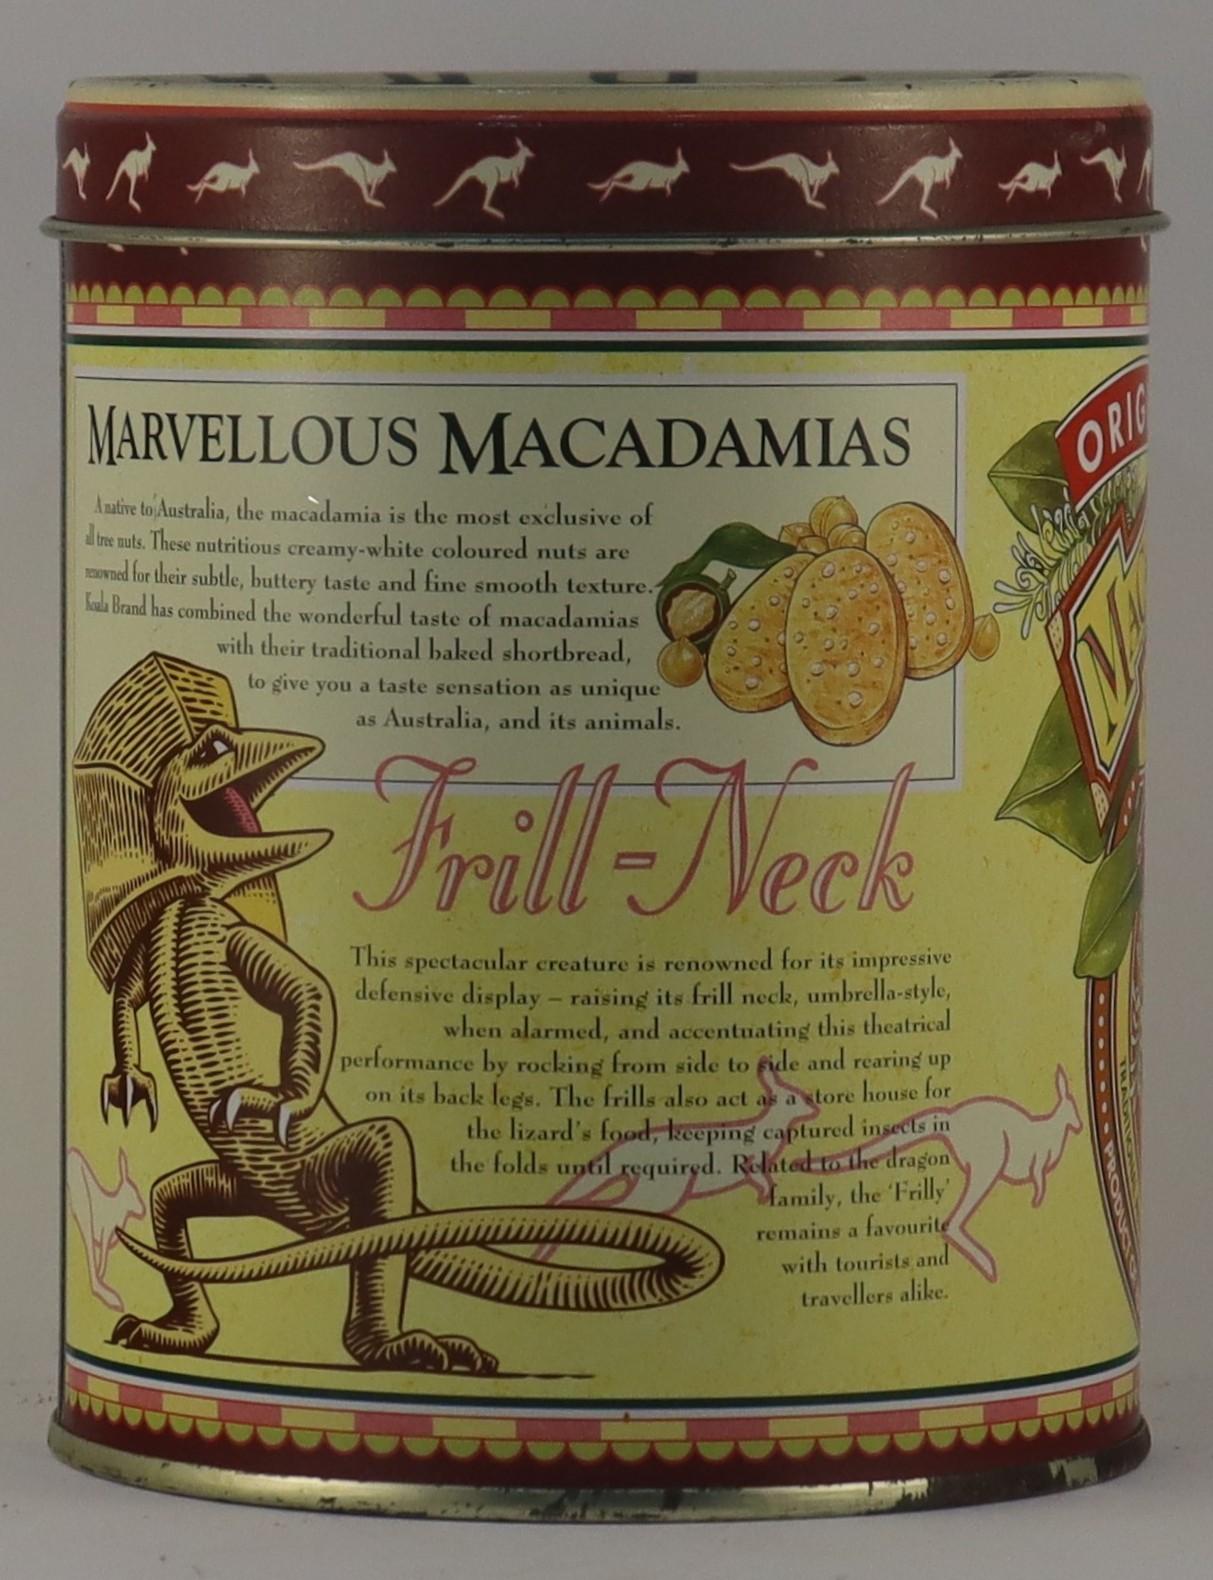 MARVELLOUS MACADAMIAS
A native to Australia, the macadamia is the most exclusive of
all tree nuts. These nutritious creamy-white coloured nuts are
renowned for their subtle, buttery taste and fine smooth texture.
Koala Brand has combined the wonderful taste of macadamias
with their traditional baked shortbread,
to give you a taste sensation as unique
as Australia, and its animals.
Frill-Neck
This spectacular creature is renowned for its impressive
defensive display – raising its frill neck, umbrella-style,
when alarmed, and accentuating this theatrical
performance by rocking from side to side and rearing up
on its back legs. The frills also act as a store house for
the lizard's food, keeping captured insects in
the folds until required. Related to the dragon
family, the 'Frilly'
remains a favourite
with tourists and
travellers alike.
ORIG